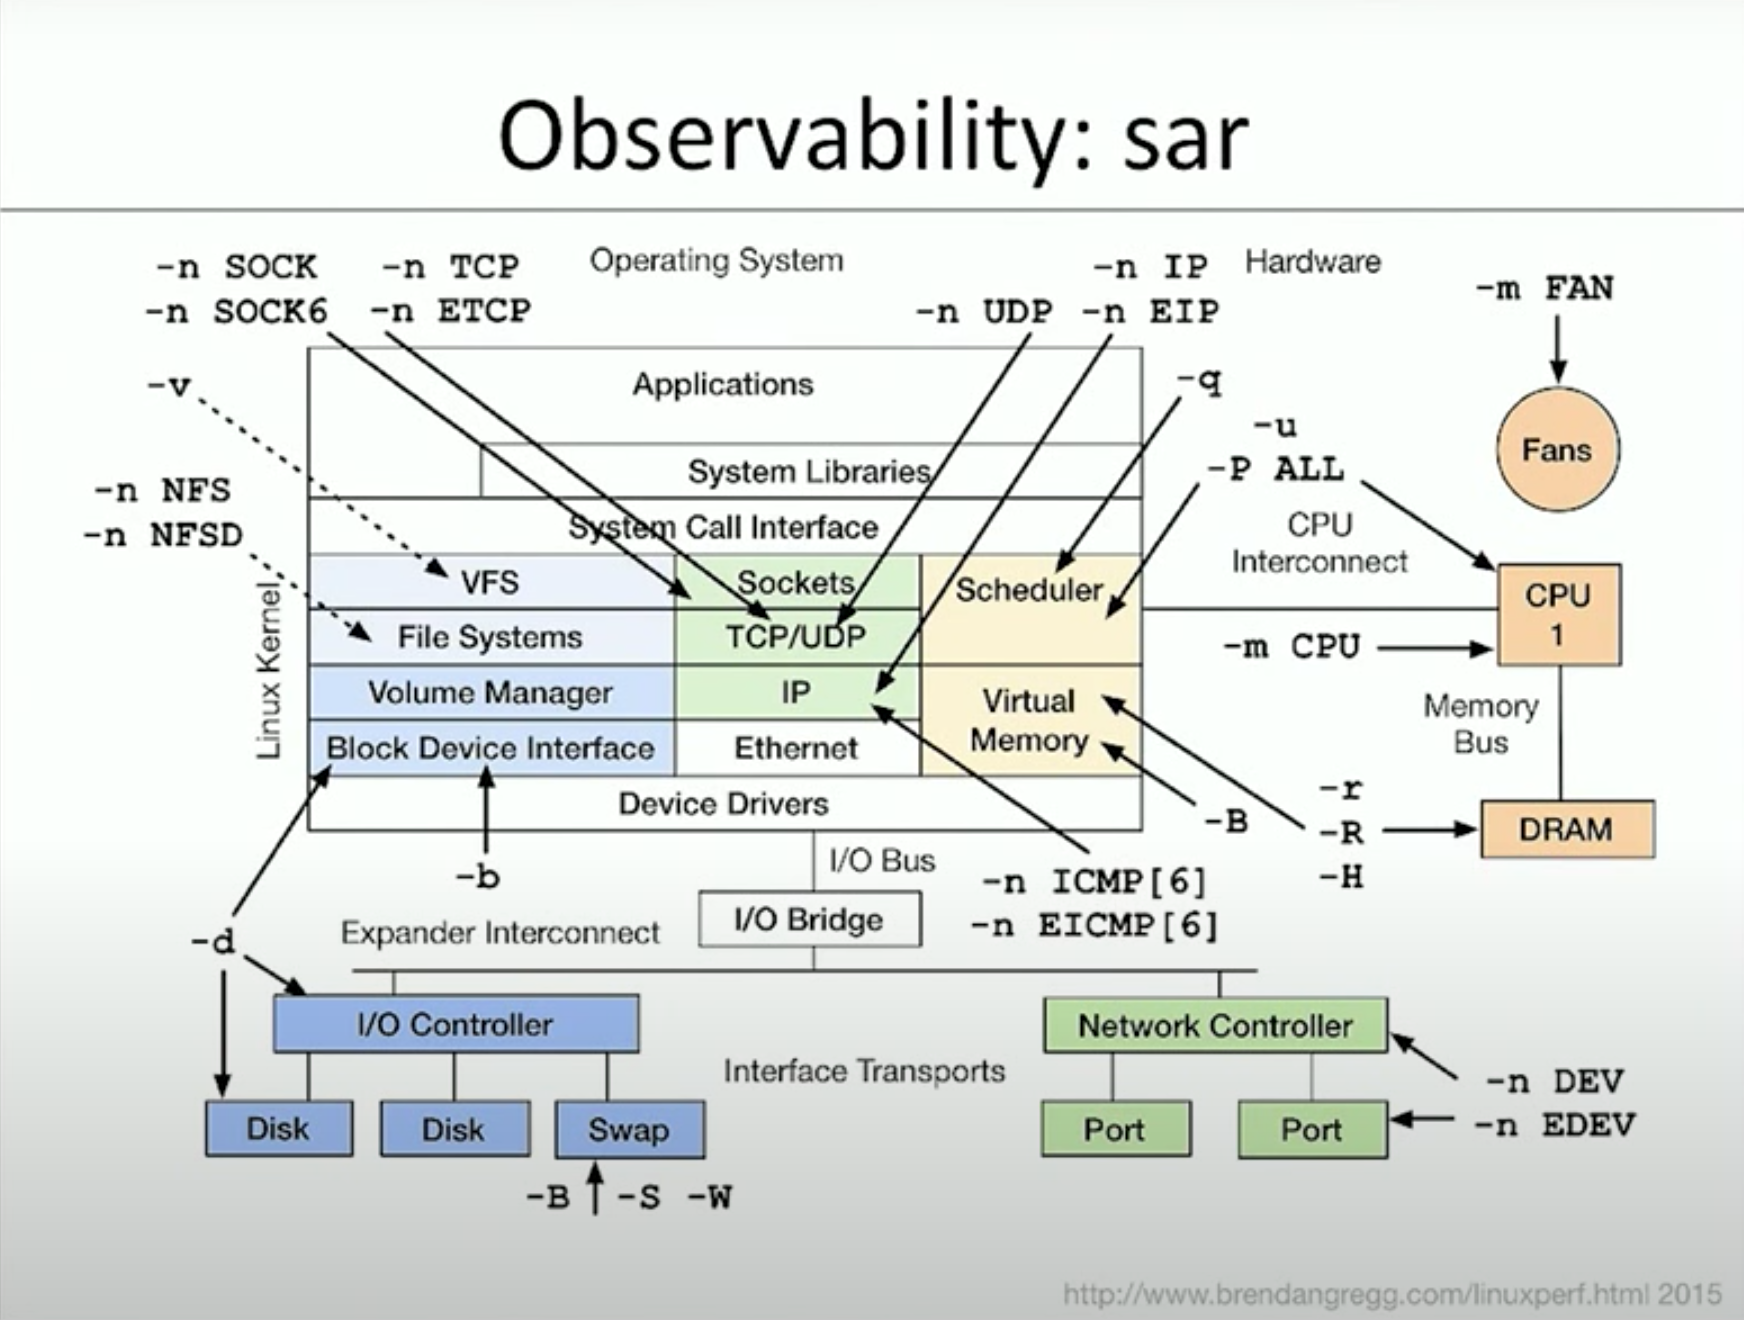 Observability: sar
-n SOCK
-n SOCK6
-n TCP
-n ETCP
Operating System
-n UDP
-n IP
-n EIP
Hardware
-m FAN
Fans
-v
-n NFS
-n NFSD
Linux Kernel
Applications
System Libraries
System Call Interface
VFS
File Systems
Volume Manager
Block Device Interface
Sockets
TCP/UDP
IP
Ethernet
Scheduler
Virtual
Memory
Device Drivers
-q
-u
-P ALL
CPU
Interconnect
CPU
1
-m CPU
Memory
Bus
-B
-r
-R
-H
DRAM
-b
I/O Bus
-n ICMP[6]
-n EICMP[6]
-d
Expander Interconnect
I/O Bridge
I/O Controller
Disk
Disk
Swap
-B
-S
-W
Interface Transports
Network Controller
Port
Port
-n DEV
-n EDEV
http://www.brendangregg.com/linuxperf.html 2015